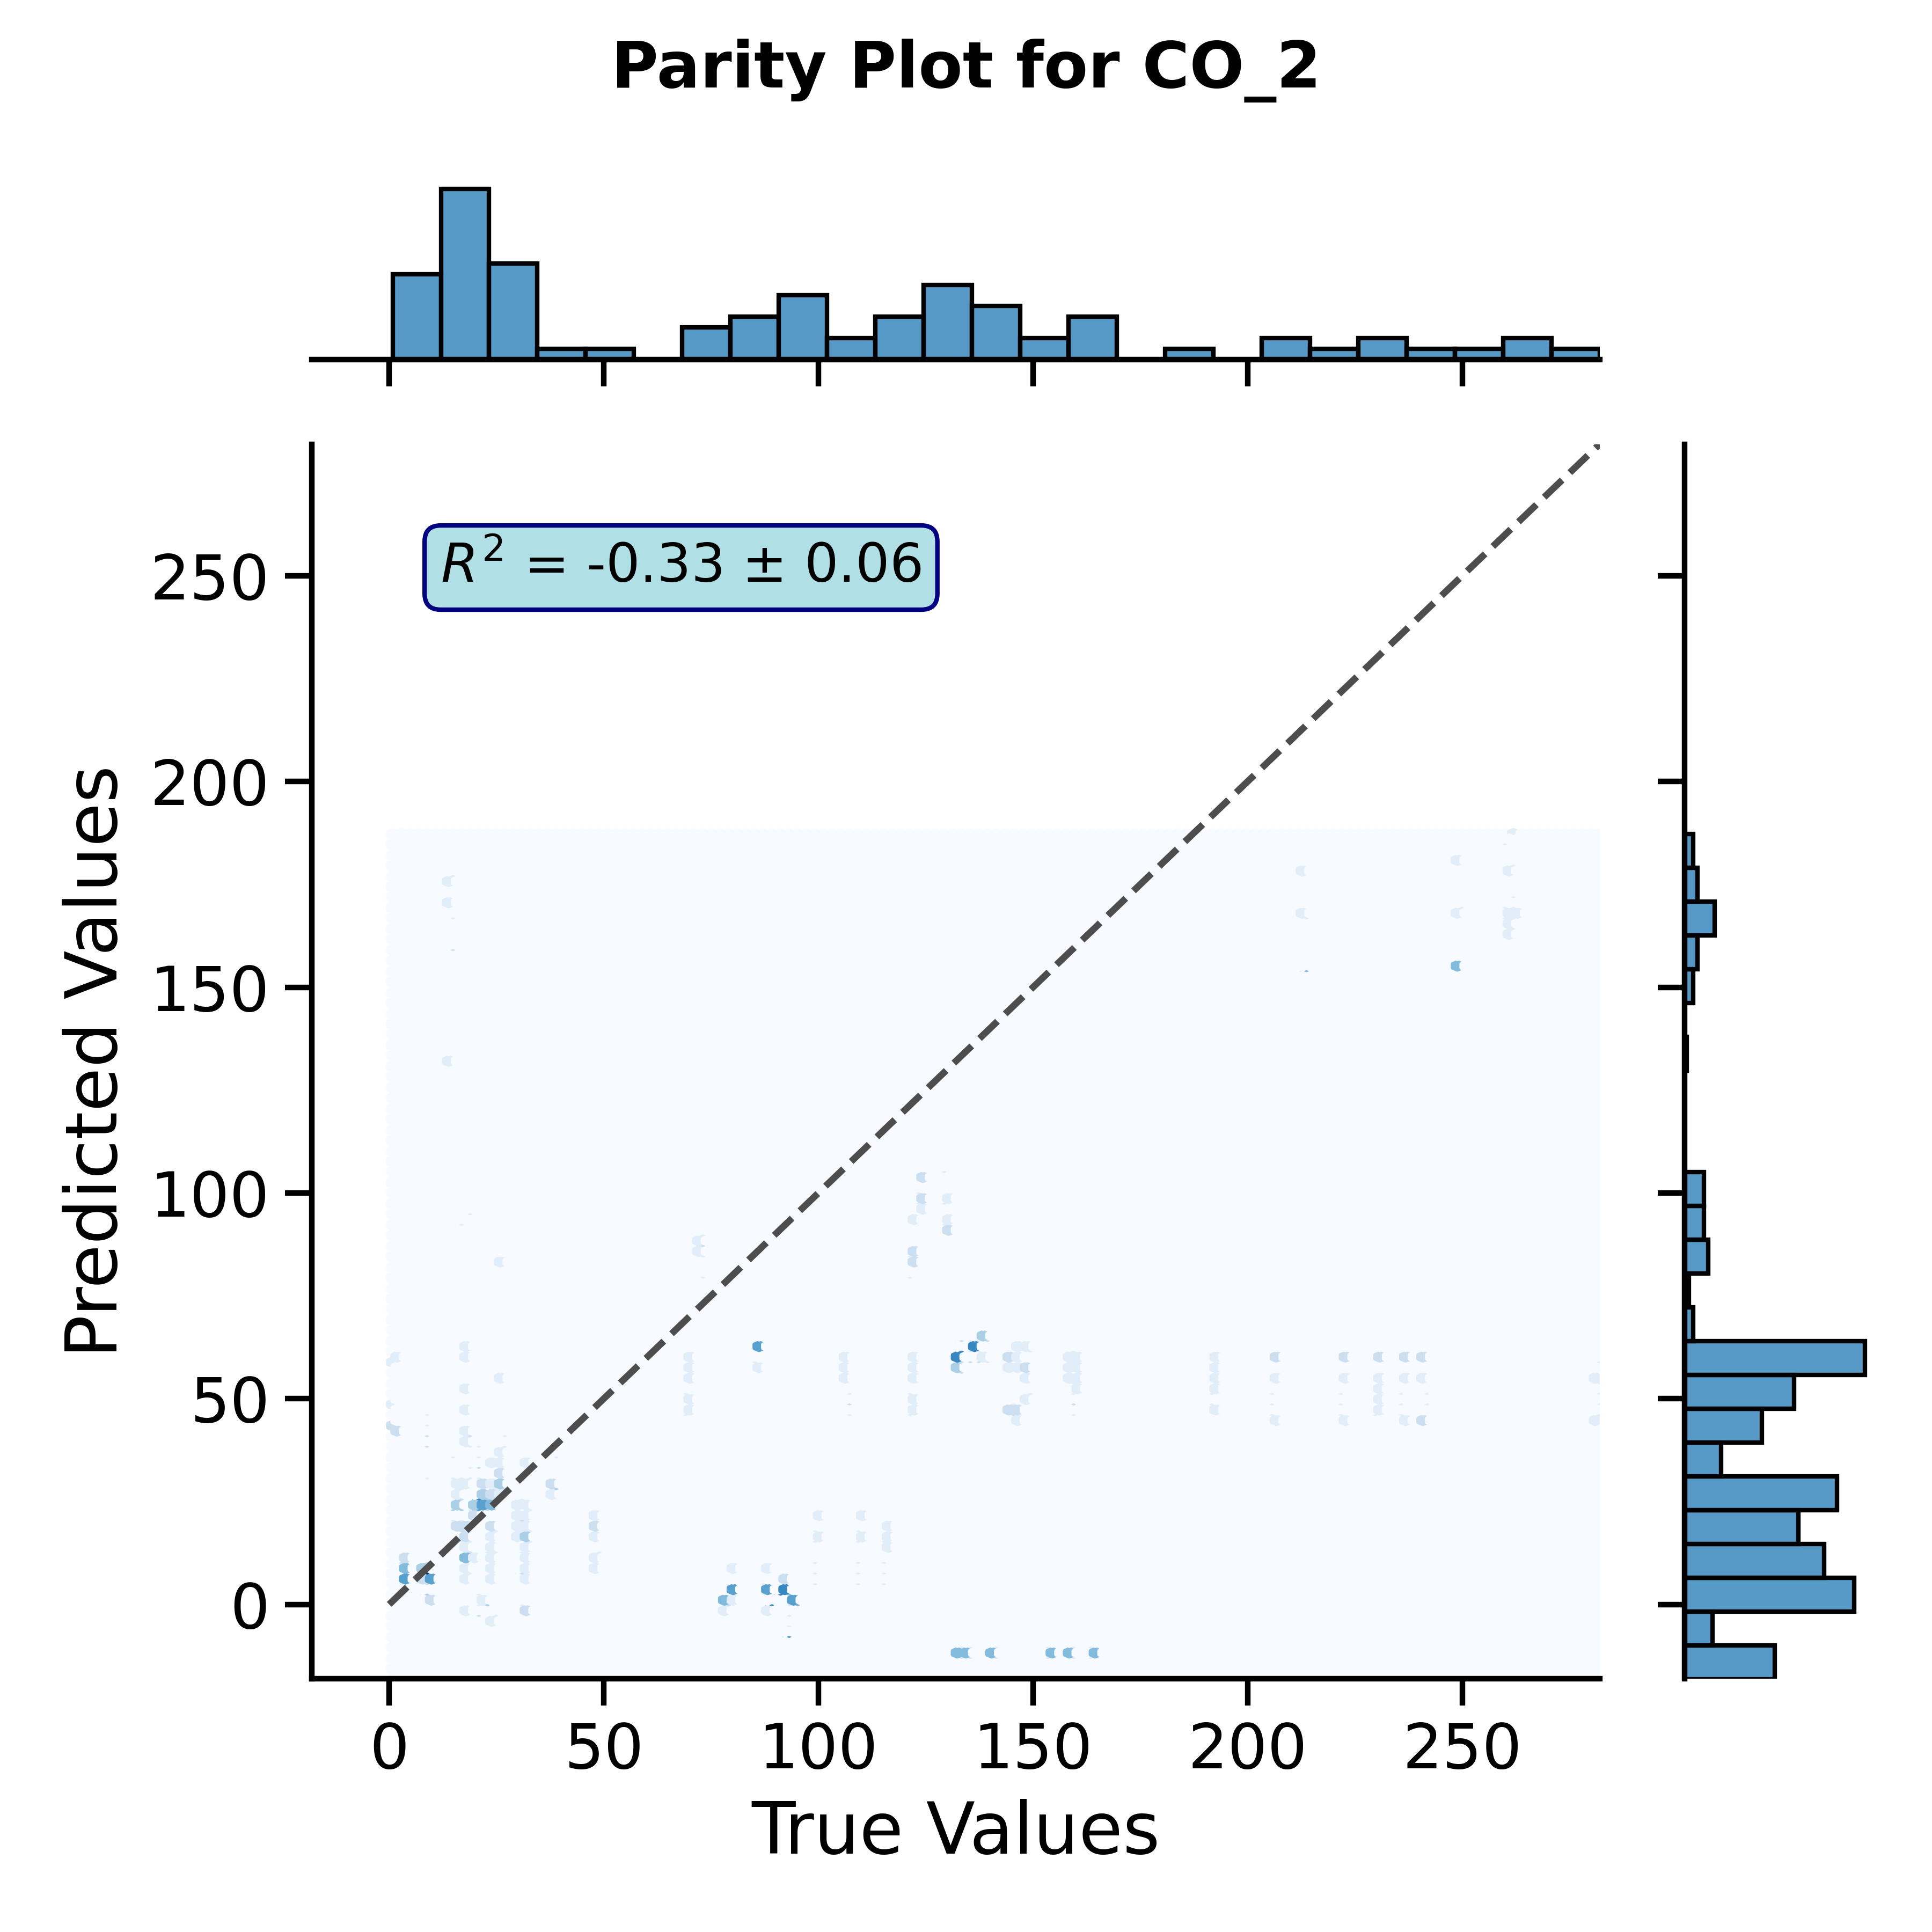 Parity Plot for CO_2
R² = -0.33 ± 0.06
250
200
150
100
50
0
Predicted Values
0 50 100 150 200 250
True Values